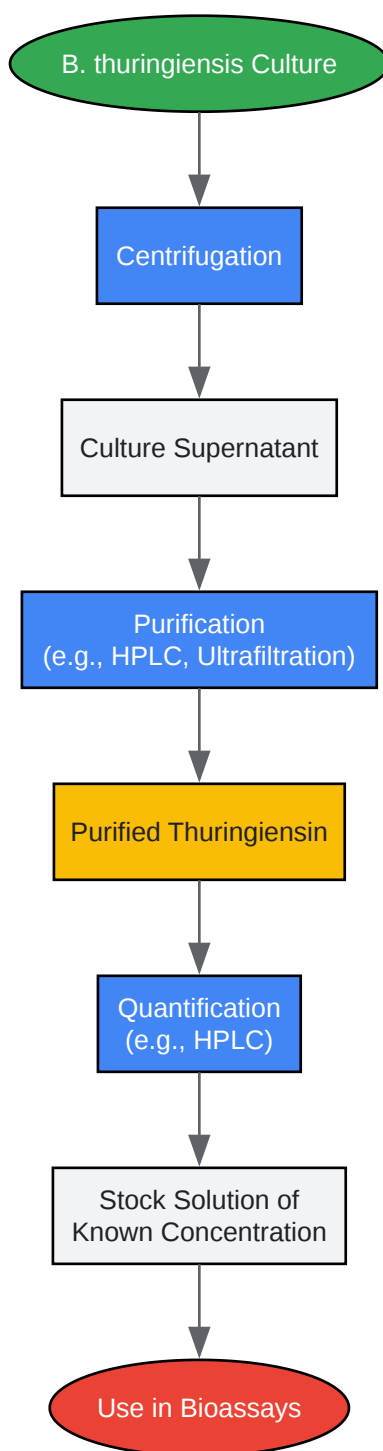 B. thuringiensis Culture
Centrifugation
Culture Supernatant
Purification
(e.g., HPLC, Ultrafiltration)
Purified Thuringiensin
Quantification
(e.g., HPLC)
Stock Solution of
Known Concentration
Use in Bioassays